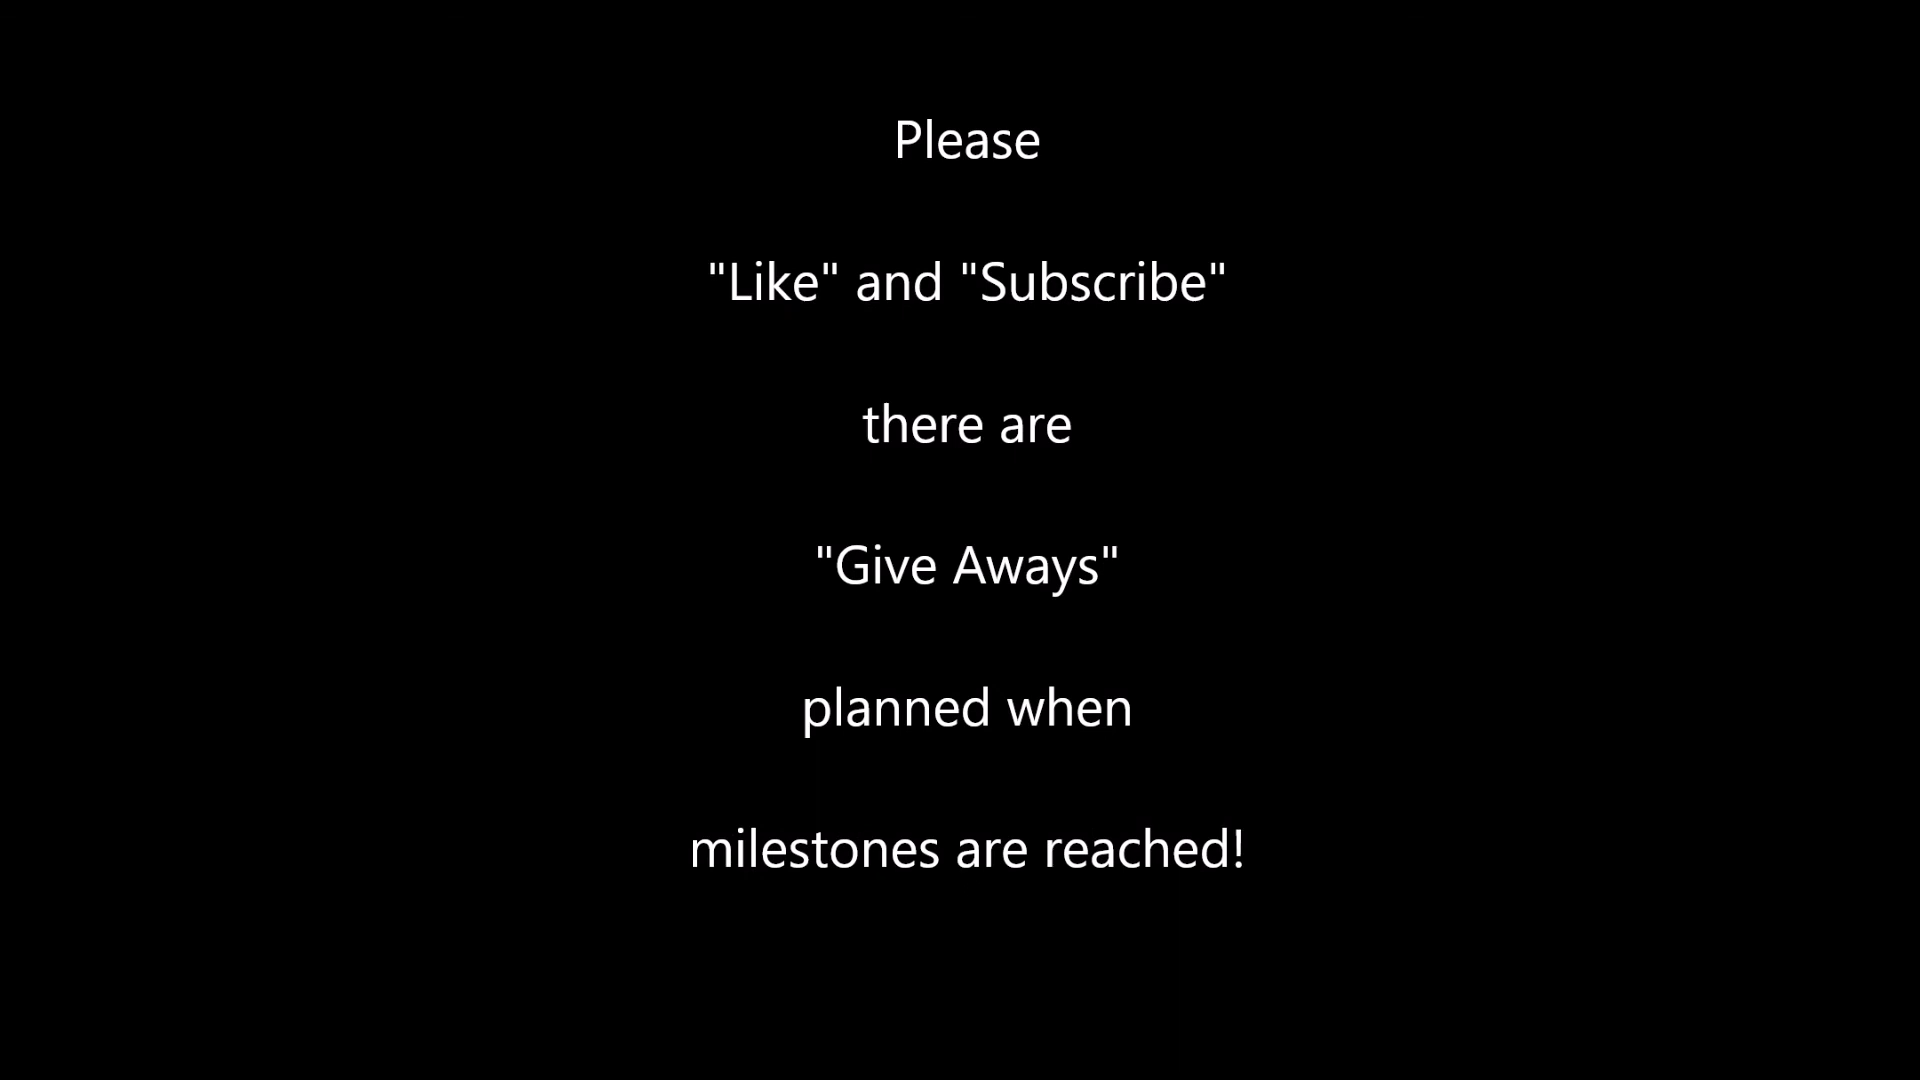 Please
"Like" and "Subscribe"
there are
"Give Aways"
planned when
milestones are reached!